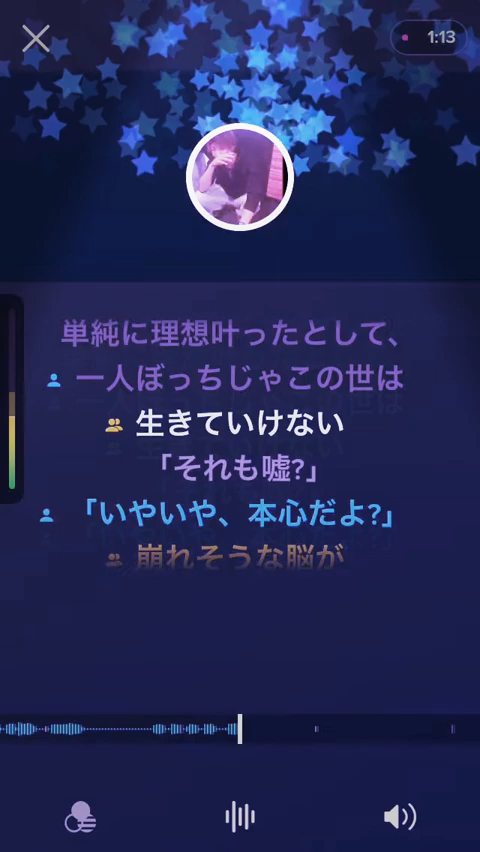 1:13
単純に理想叶ったとして、
一人ぼっちじゃこの世は
生きていけない
「それも嘘?」
「いやいや、本心だよ?」
崩れそうな脳が